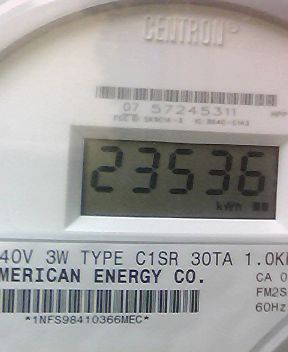 CENTRON
07 57245311
23536
kWh
40V 3W TYPE C1SR 30TA 1.0K
MERICAN ENERGY CO.
CA 0
FM2S
60Hz
*1NFS98410366MEC*